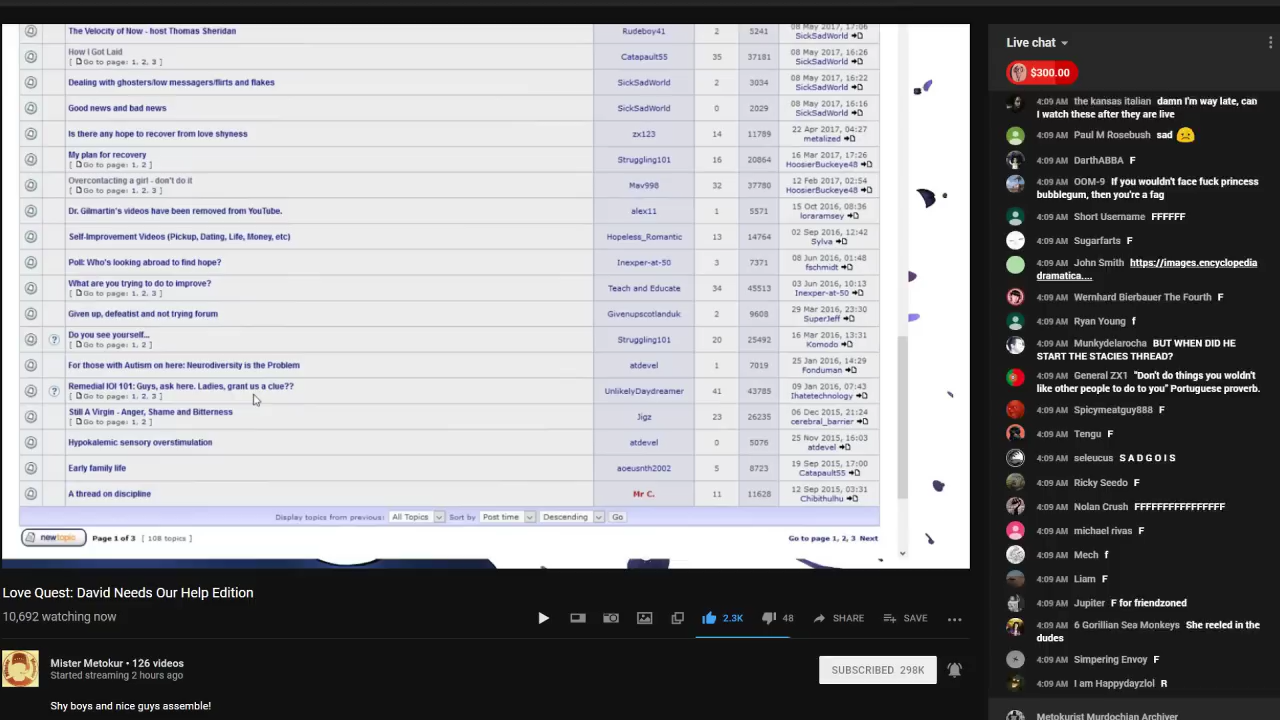 The Velocity of Now - host Thomas Sheridan Rudeboy41 2 3241 08 May 2017, 17:06
SickSadWorld
How I Got Laid Catapault55 35 37181 08 May 2017, 16:26
[ Go to page: 1, 2, 3 ] SickSadWorld
Dealing with ghosters/low messagers/flirts and flakes SickSadWorld 2 3034 08 May 2017, 16:22
SickSadWorld
Good news and bad news SickSadWorld 0 2029 08 May 2017, 16:16
SickSadWorld
Is there any hope to recover from love shyness zx123 14 11789 22 Apr 2017, 04:27
metalized
My plan for recovery Struggling101 16 20864 16 Mar 2017, 17:26
[ Go to page: 1, 2 ] HoosierBuckeye48
Overcontacting a girl - don't do it Mav998 32 37780 12 Feb 2017, 02:54
[ Go to page: 1, 2, 3 ] HoosierBuckeye48
Dr. Gilmartin's videos have been removed from YouTube. alex11 1 5571 15 Oct 2016, 08:36
loraramsey
Self-Improvement Videos (Pickup, Dating, Life, Money, etc) Hopeless_Romantic 13 14764 02 Sep 2016, 12:42
Sylva
Poll: Who's looking abroad to find hope? Inexper-at-50 3 7371 08 Jun 2016, 01:48
fschmidt
What are you trying to do to improve? Teach and Educate 34 45513 03 Jun 2016, 10:13
[ Go to page: 1, 2, 3 ] Inexper-at-50
Given up, defeatist and not trying forum Givenupscotlanduk 2 9608 29 Mar 2016, 23:30
SuperJeff
Do you see yourself... Struggling101 20 25492 16 Mar 2016, 13:31
[ Go to page: 1, 2 ] Komodo
For those with Autism on here: Neurodiversity is the Problem atdevel 1 7019 25 Jan 2016, 14:29
Fonduman
Remedial IOI 101: Guys, ask here. Ladies, grant us a clue?? UnlikelyDaydreamer 41 43785 09 Jan 2016, 07:43
[ Go to page: 1, 2, 3 ] Ihatetechnology
Still A Virgin - Anger, Shame and Bitterness Jigz 23 26235 06 Dec 2015, 21:24
[ Go to page: 1, 2 ] cerebral_barrier
Hypokalemic sensory overstimulation atdevel 0 5076 25 Nov 2015, 16:03
atdevel
Early family life aoeusnth2002 5 8723 19 Sep 2015, 17:00
Catapault55
A thread on discipline Mr C. 11 11628 12 Sep 2015, 03:31
Chibithulhu
Display topics from previous: All Topics Sort by Post time Descending Go
newtopic Page 1 of 3 [ 108 topics ] Go to page 1, 2, 3 Next
Love Quest: David Needs Our Help Edition
10,692 watching now
2.3K 48 SHARE SAVE
Mister Metokur • 126 videos
Started streaming 2 hours ago
SUBSCRIBED 298K
Shy boys and nice guys assemble!
Live chat
$300.00
4:09 AM the kansas italian damn I'm way late, can
I watch these after they are live
4:09 AM Paul M Rosebush sad
4:09 AM DarthABBA F
4:09 AM OOM-9 If you wouldn't face fuck princess
bubblegum, then you're a fag
4:09 AM Short Username FFFFFF
4:09 AM Sugarfarts F
4:09 AM John Smith https://images.encyclopedia
dramatica....
4:09 AM Wernhard Bierbauer The Fourth F
4:09 AM Ryan Young f
4:09 AM Munkydelarocha BUT WHEN DID HE
START THE STACIES THREAD?
4:09 AM General ZX1 "Don't do things you woldn't
like other people to do to you" Portuguese proverb.
4:09 AM Spicymeatguy888 F
4:09 AM Tengu F
4:09 AM seleucus S A D G O I S
4:09 AM Ricky Seedo F
4:09 AM Nolan Crush FFFFFFFFFFFFFFF
4:09 AM michael rivas F
4:09 AM Mech f
4:09 AM Liam F
4:09 AM Jupiter F for friendzoned
4:09 AM 6 Gorillian Sea Monkeys She reeled in the
dudes
4:09 AM Simpering Envoy F
4:09 AM I am Happydayzlol R
Metokurist Murdochian Archiver